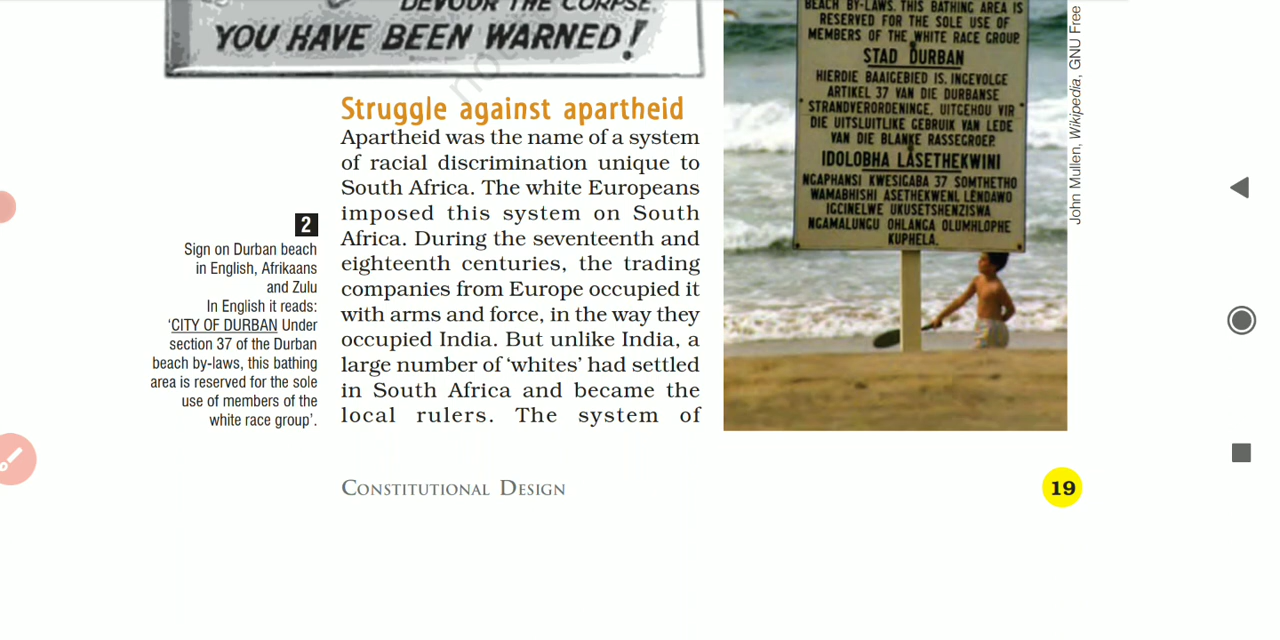 DEVOUR THE CORPSE.
YOU HAVE BEEN WARNED!
Struggle against apartheid
Apartheid was the name of a system
of racial discrimination unique to
South Africa. The white Europeans
imposed this system on South
Africa. During the seventeenth and
eighteenth centuries, the trading
companies from Europe occupied it
with arms and force, in the way they
occupied India. But unlike India, a
large number of ‘whites’ had settled
in South Africa and became the
local rulers. The system of
2
Sign on Durban beach
in English, Afrikaans
and Zulu
In English it reads:
‘CITY OF DURBAN Under
section 37 of the Durban
beach by-laws, this bathing
area is reserved for the sole
use of members of the
white race group’.
BEACH BY-LAWS. THIS BATHING AREA IS
RESERVED FOR THE SOLE USE OF
MEMBERS OF THE WHITE RACE GROUP.
STAD DURBAN
HIERDIE BAAIGEBIED IS, INGEVOLGE
ARTIKEL 37 VAN DIE DURBANSE
STRANDVERORDENINGE, UITGEHOU VIR
DIE UITSLUITLIKE GEBRUIK VAN LEDE
VAN DIE BLANKE RASSEGROEP.
IDOLOBHA LASETHEKWINI
NGAPHANSI KWESIGABA 37 SOMTHETHO
WAMABHISHI ASETHEKWENI, LENDAWO
IGCINELWE UKUSETSHENZISWA
NGAMALUNGU OHLANGA OLUMHLOPHE
KUPHELA.
John Mullen, Wikipedia, GNU Free
CONSTITUTIONAL DESIGN
19